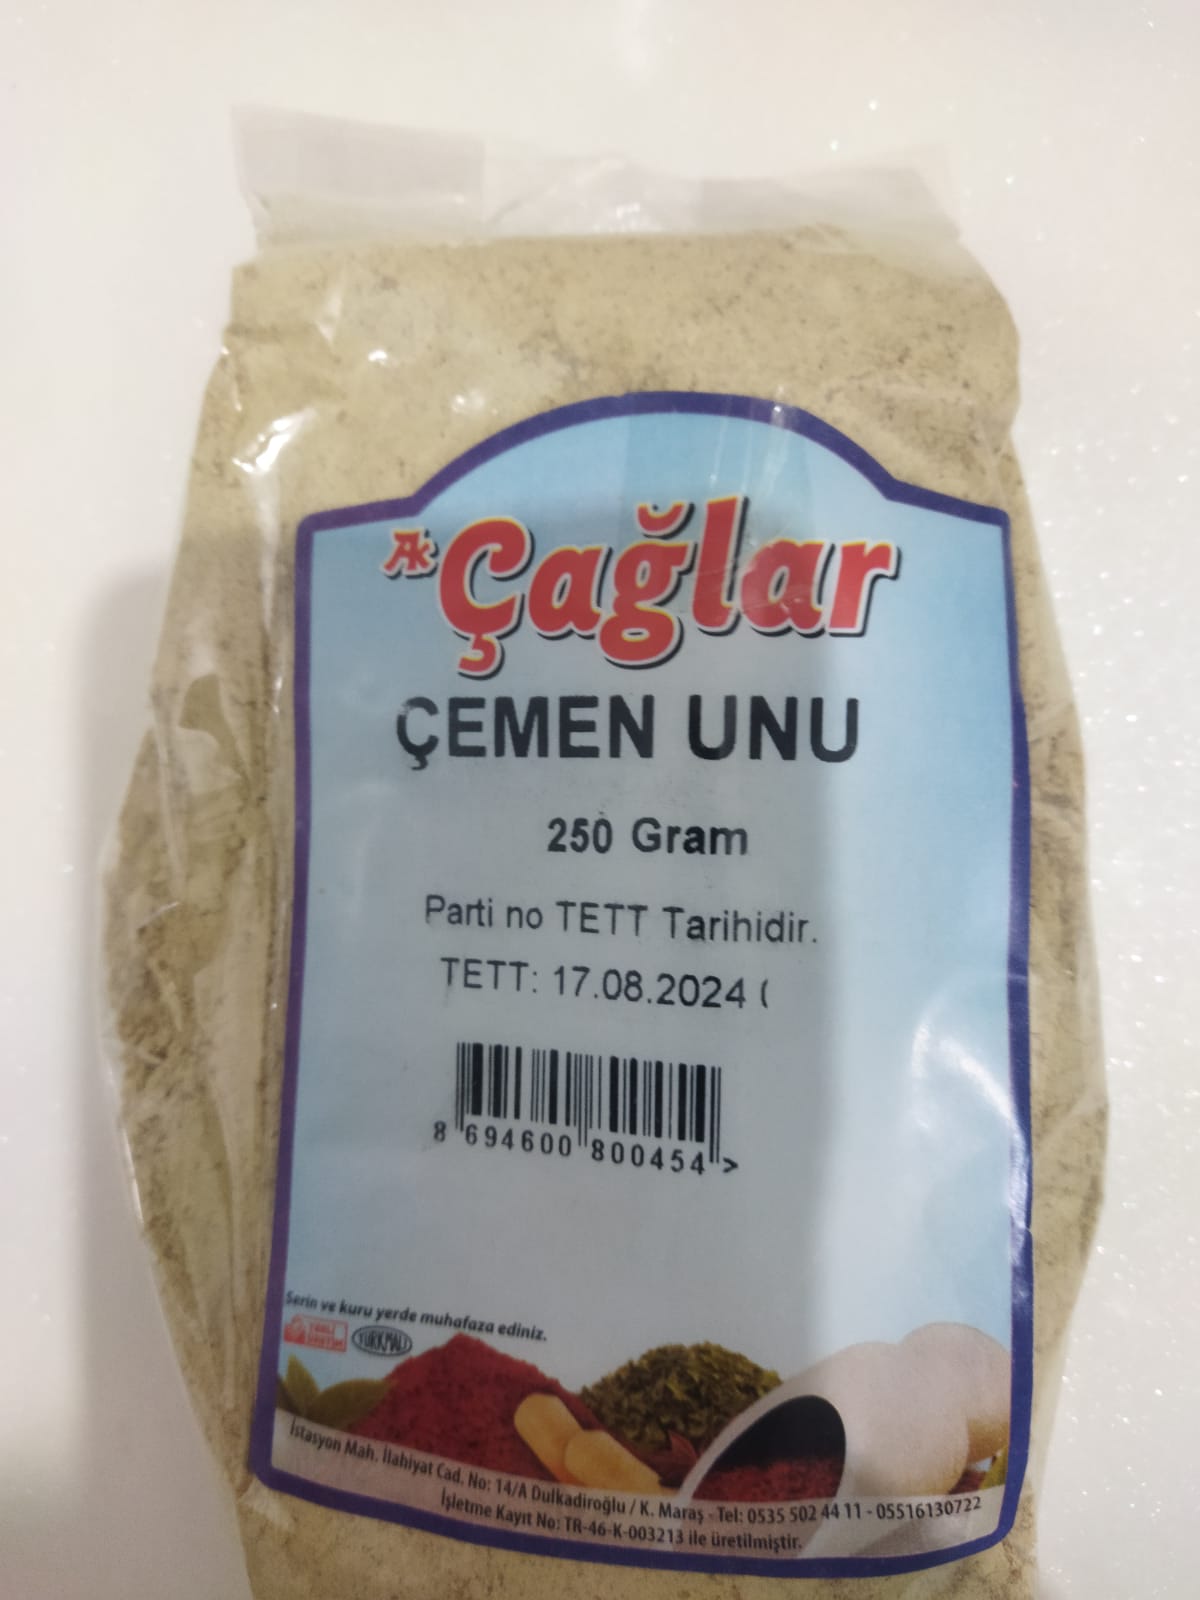 Ak Çağlar
ÇEMEN UNU
250 Gram
Parti no TETT Tarihidir.
TETT: 17.08.2024 (
8 694600 800454 >
Serin ve kuru yerde muhafaza ediniz.
YERLİ ÜRETİM
TÜRK MALI
İstasyon Mah. İlahiyat Cad. No: 14/A Dulkadiroğlu / K. Maraş - Tel: 0535 502 44 11 - 05516130722
İşletme Kayıt No: TR-46-K-003213 ile üretilmiştir.